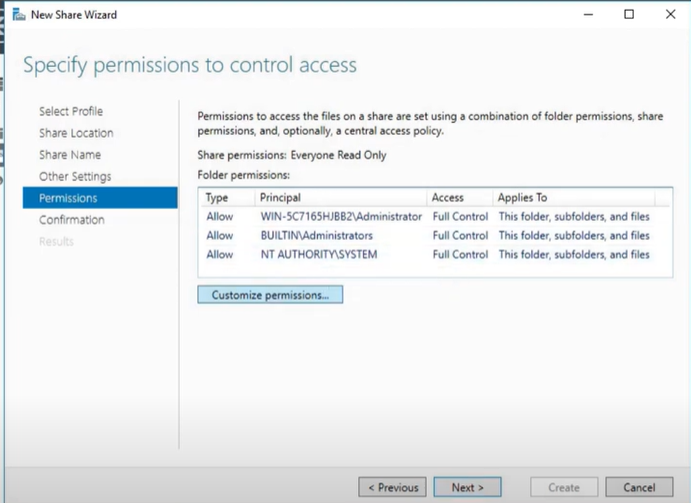 New Share Wizard
Specify permissions to control access
Select Profile
Share Location
Share Name
Other Settings
Permissions
Confirmation
Results
Permissions to access the files on a share are set using a combination of folder permissions, share
permissions, and, optionally, a central access policy.
Share permissions: Everyone Read Only
Folder permissions:
Type Principal Access Applies To
Allow WIN-5C7165HJBB2\Administrator Full Control This folder, subfolders, and files
Allow BUILTIN\Administrators Full Control This folder, subfolders, and files
Allow NT AUTHORITY\SYSTEM Full Control This folder, subfolders, and files
Customize permissions...
< Previous Next > Create Cancel